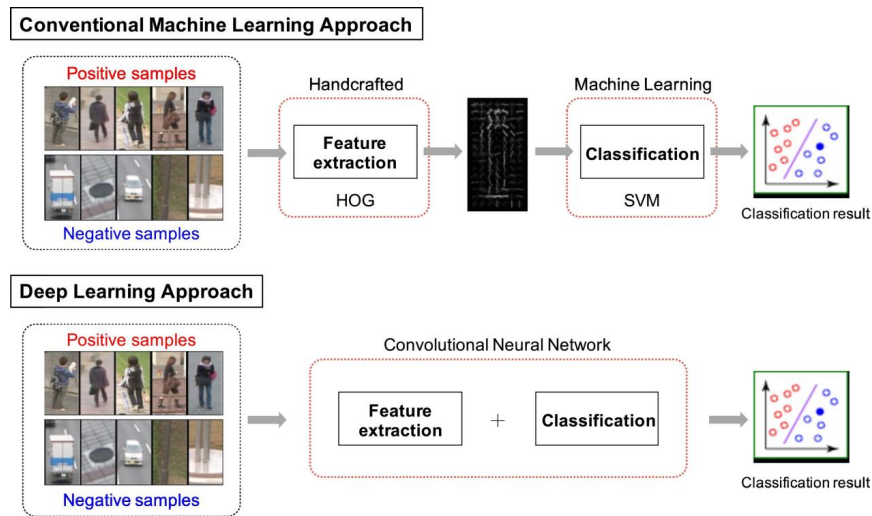 Conventional Machine Learning Approach
Positive samples
Negative samples
Handcrafted
Feature
extraction
HOG
Machine Learning
Classification
SVM
Classification result
Deep Learning Approach
Positive samples
Negative samples
Convolutional Neural Network
Feature
extraction
+
Classification
Classification result